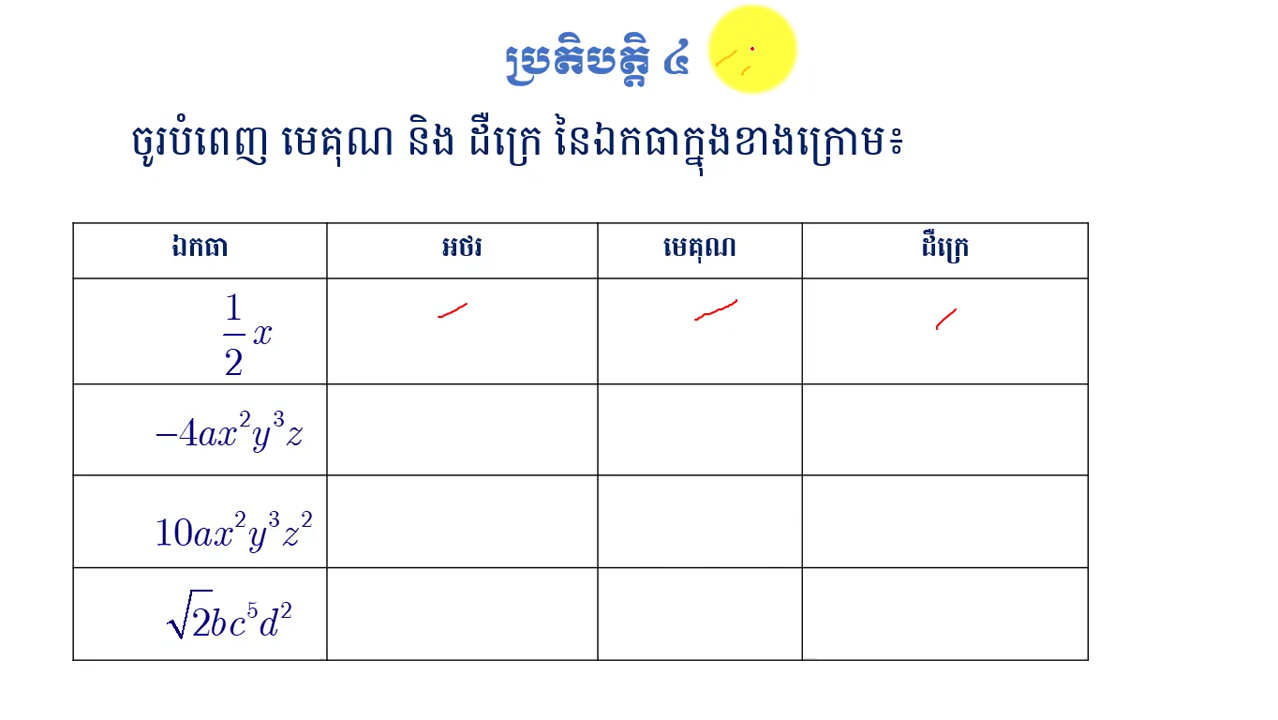 ប្រតិបត្តិ ៤
ចូរបំពេញ មេគុណ និង ដឺក្រេ នៃឯកធាក្នុងខាងក្រោម៖
ឯកធា អថរ មេគុណ ដឺក្រេ
1/2 x
−4ax²y³z
10ax²y³z²
√2bc⁵d²